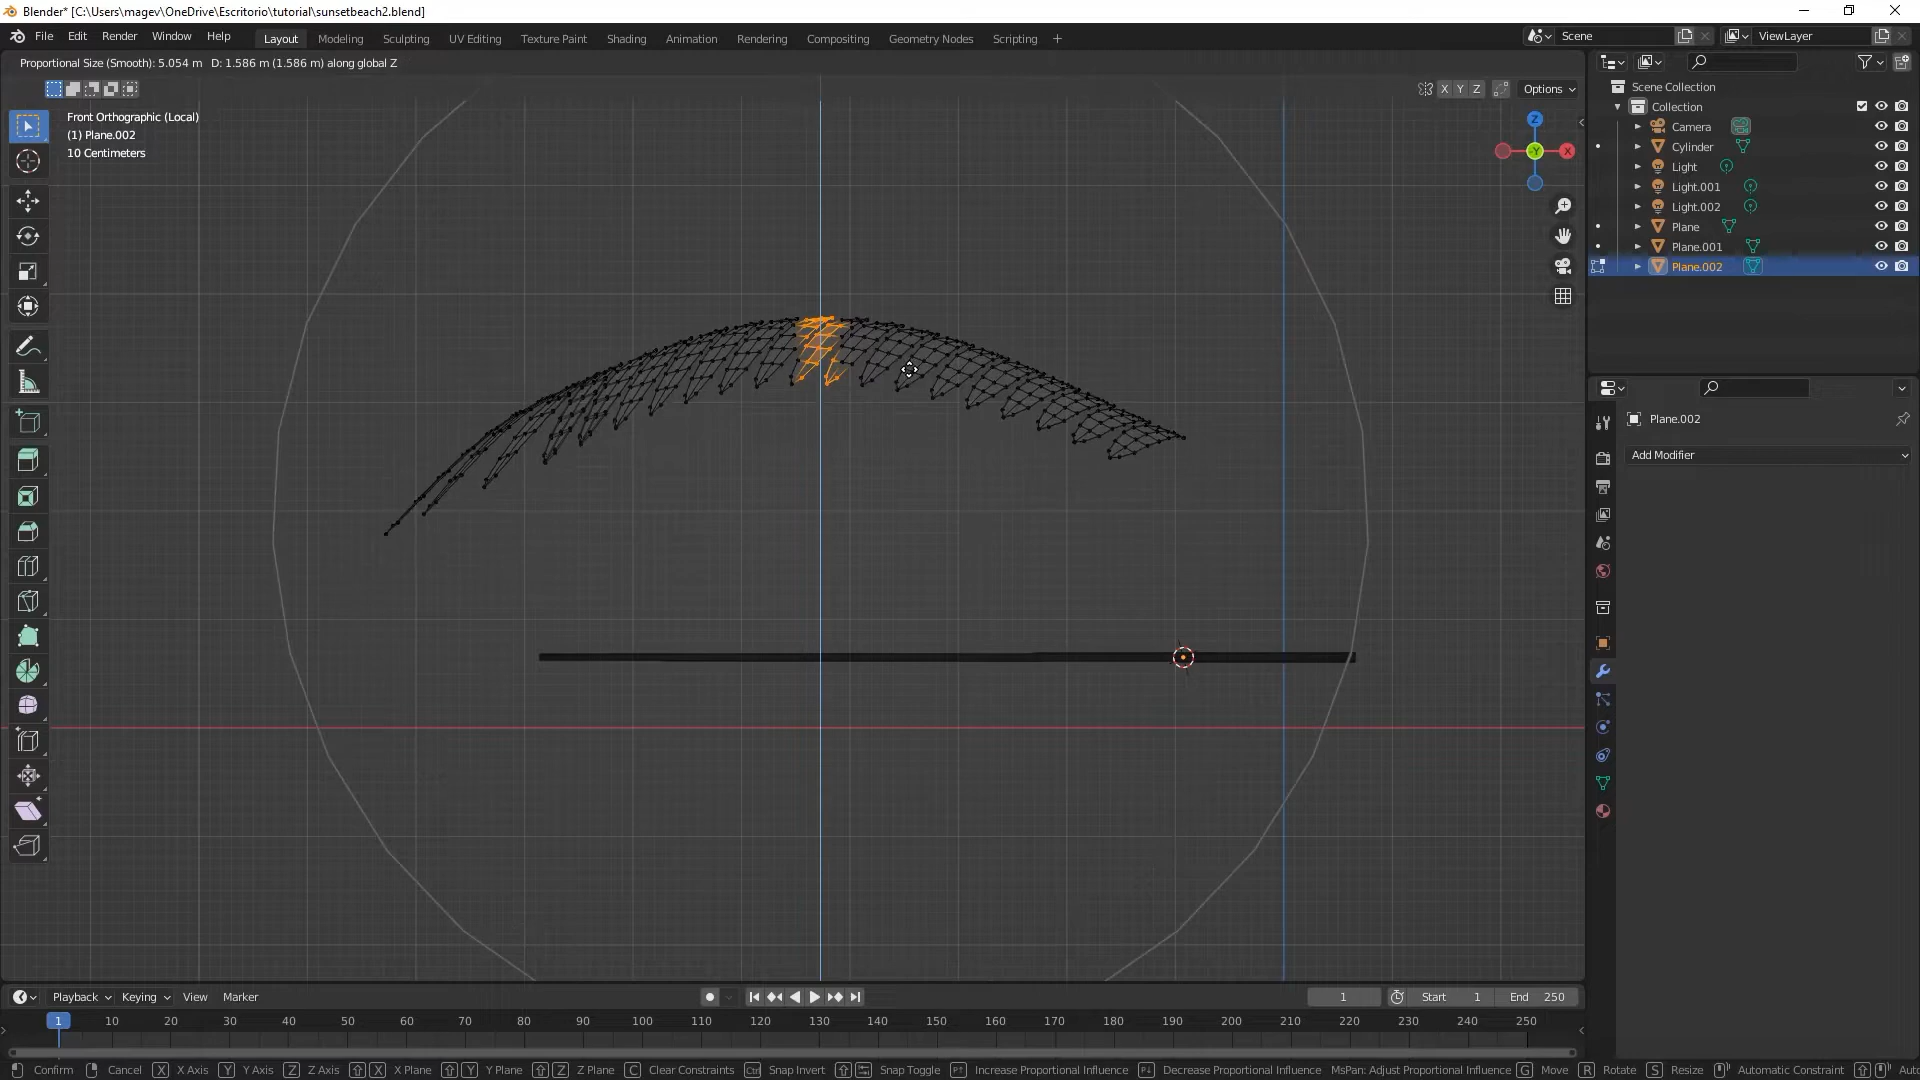 Blender* [C:\Users\magev\OneDrive\Escritorio\tutorial\sunsetbeach2.blend]
File Edit Render Window Help
Layout Modeling Sculpting UV Editing Texture Paint Shading Animation Rendering Compositing Geometry Nodes Scripting +
Scene
ViewLayer
Proportional Size (Smooth): 5.054 m D: 1.586 m (1.586 m) along global Z
X Y Z Options
Front Orthographic (Local)
(1) Plane.002
10 Centimeters
Z
-Y
X
Scene Collection
Collection
Camera
Cylinder
Light
Light.001
Light.002
Plane
Plane.001
Plane.002
Plane.002
Add Modifier
Playback Keying View Marker
1 Start 1 End 250
1 10 20 30 40 50 60 70 80 90 100 110 120 130 140 150 160 170 180 190 200 210 220 230 240 250
Confirm Cancel X X Axis Y Y Axis Z Z Axis X X Plane Y Y Plane Z Z Plane C Clear Constraints Ctrl Snap Invert Snap Toggle Increase Proportional Influence Decrease Proportional Influence MsPan: Adjust Proportional Influence G Move R Rotate S Resize Automatic Constraint